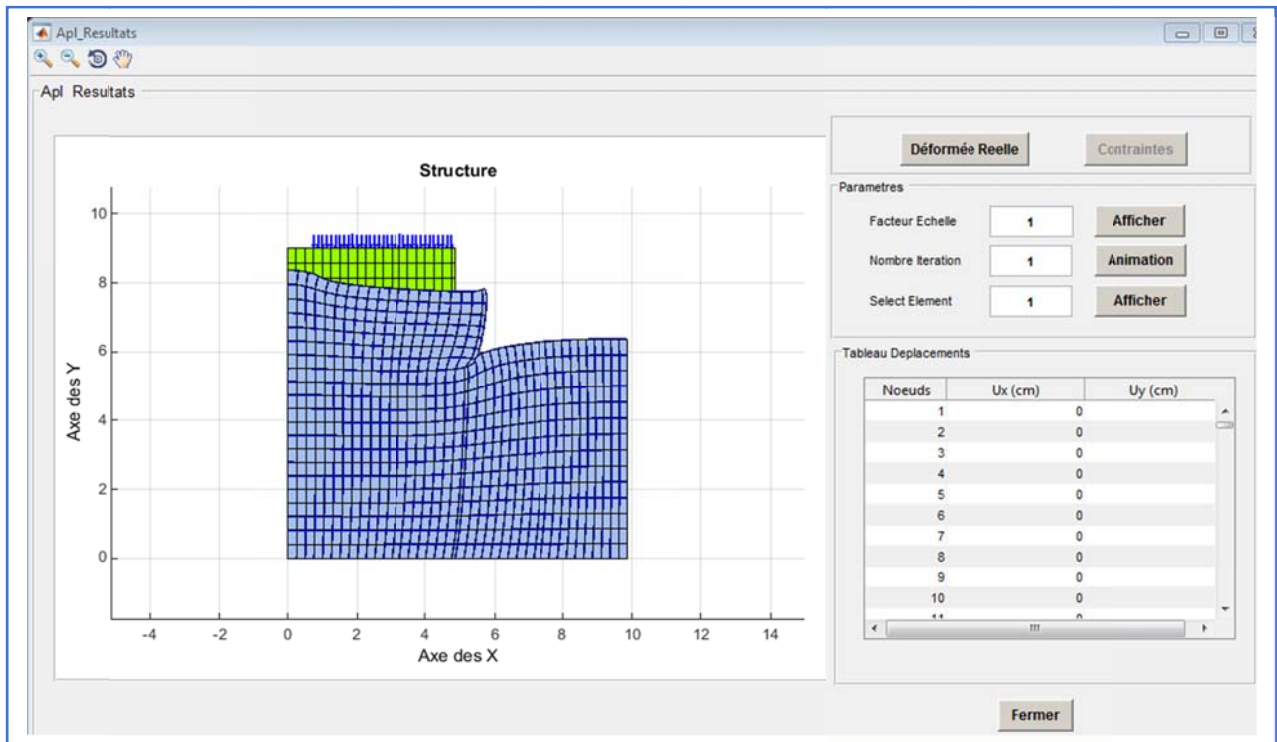 Apl_Resultats
Apl Resultats
Structure
Axe des Y
10
8
6
4
2
0
-4
-2
0
2
4
6
8
10
12
14
Axe des X
Déformée Reelle
Contraintes
Parametres
Facteur Echelle
1
Afficher
Nombre Iteration
1
Animation
Select Element
1
Afficher
Tableau Deplacements
Noeuds Ux (cm) Uy (cm)
1 0
2 0
3 0
4 0
5 0
6 0
7 0
8 0
9 0
10 0
11 0
Fermer